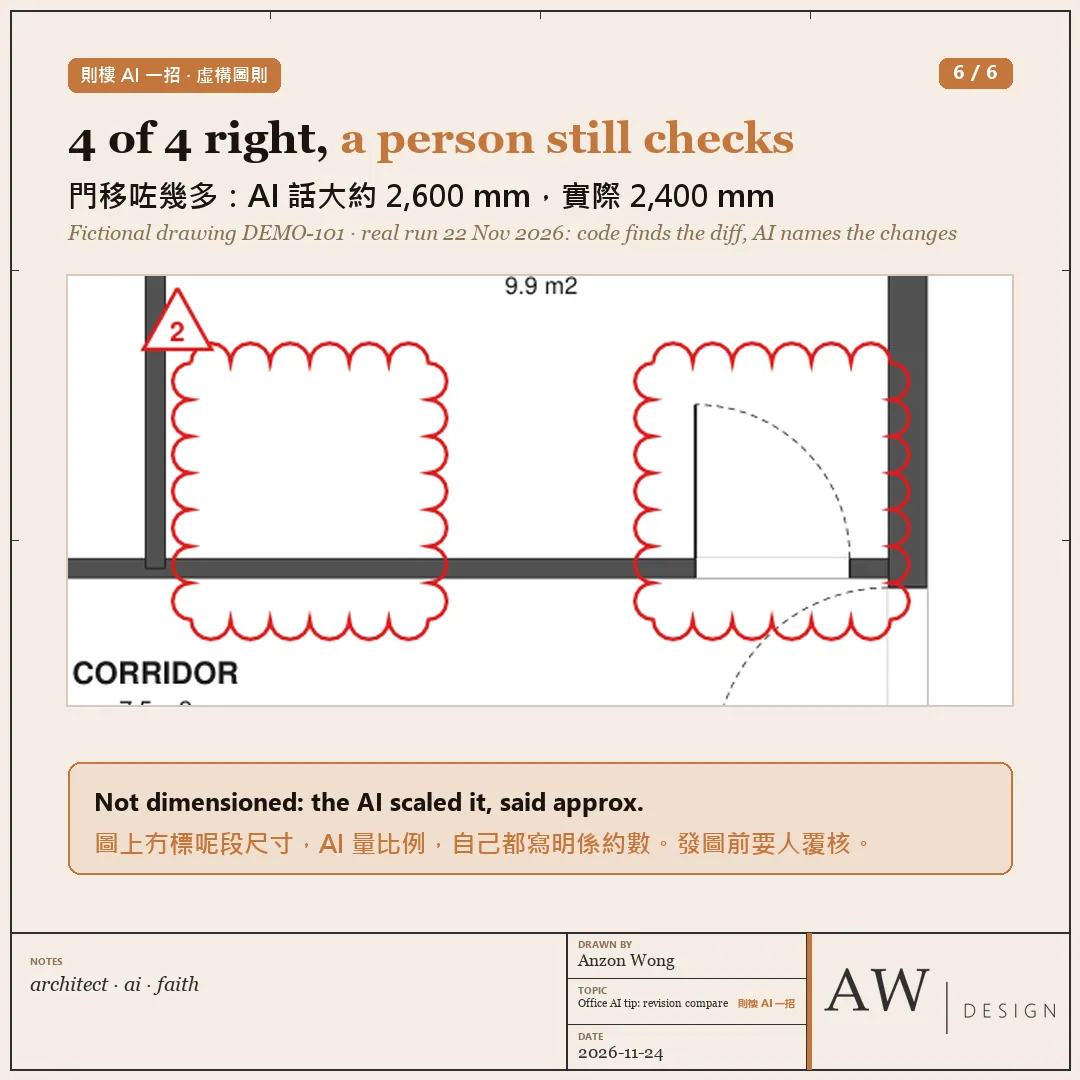 則樓 AI 一招 · 虛構圖則
6 / 6
4 of 4 right, a person still checks
門移咗幾多：AI 話大約 2,600 mm，實際 2,400 mm
Fictional drawing DEMO-101 · real run 22 Nov 2026: code finds the diff, AI names the changes
9.9 m2
2
CORRIDOR
Not dimensioned: the AI scaled it, said approx.
圖上冇標呢段尺寸，AI 量比例，自己都寫明係約數。發圖前要人覆核。
NOTES
architect · ai · faith
DRAWN BY
Anzon Wong
TOPIC
Office AI tip: revision compare 則樓 AI 一招
DATE
2026-11-24
AW DESIGN